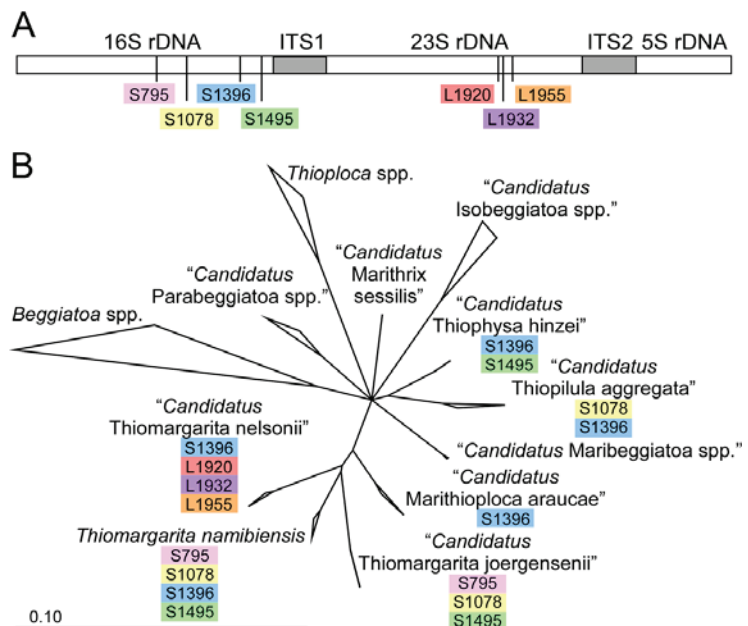 A
16S rDNA ITS1 23S rDNA ITS2 5S rDNA
S795 S1396 L1920 L1955
S1078 S1495 L1932
B
Thioploca spp.
“Candidatus
Isobeggiatoa spp.”
“Candidatus
Marithrix
sessilis”
“Candidatus
Parabeggiatoa spp.”
Beggiatoa spp.
“Candidatus
Thiophysa hinzei”
S1396
S1495
“Candidatus
Thiopilula aggregata”
S1078
S1396
“Candidatus Maribeggiatoa spp.”
“Candidatus
Thiomargarita nelsonii”
S1396
L1920
L1932
L1955
“Candidatus
Marithioploca araucae”
S1396
Thiomargarita namibiensis
S795
S1078
S1396
S1495
“Candidatus
Thiomargarita joergensenii”
S795
S1078
S1495
0.10